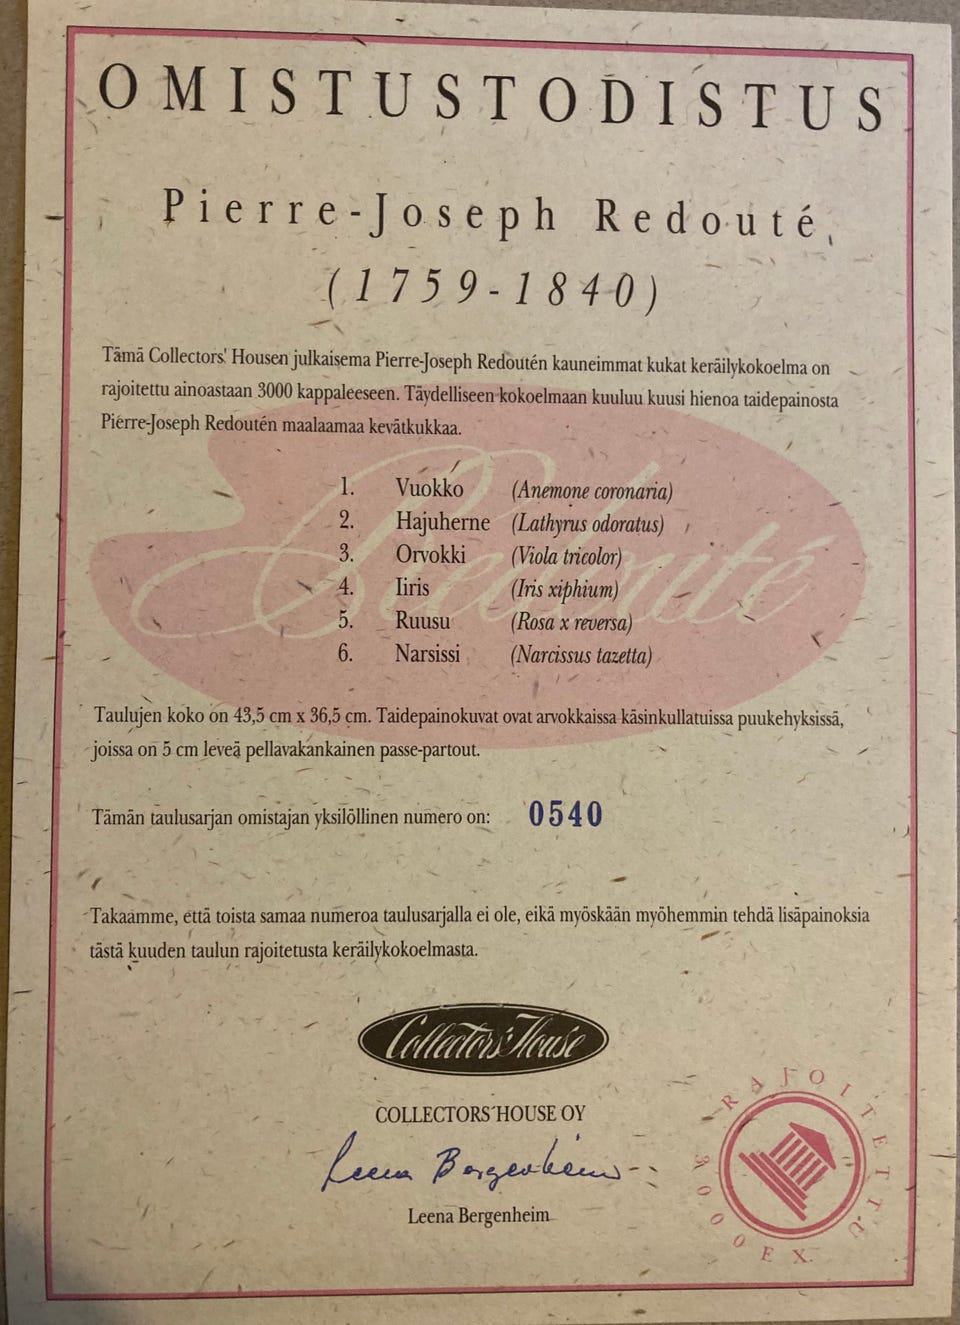 OMISTUSTODISTUS
Pierre-Joseph Redouté
(1759-1840)
Tämä Collectors' Housen julkaisema Pierre-Joseph Redoutén kauneimmat kukat keräilykokoelma on
rajoitettu ainoastaan 3000 kappaleeseen. Täydelliseen kokoelmaan kuuluu kuusi hienoa taidepainosta
Pierre-Joseph Redoutén maalaamaa kevätkukkaa.
Redouté
1. Vuokko (Anemone coronaria)
2. Hajuherne (Lathyrus odoratus)
3. Orvokki (Viola tricolor)
4. Iiris (Iris xiphium)
5. Ruusu (Rosa x reversa)
6. Narsissi (Narcissus tazetta)
Taulujen koko on 43,5 cm x 36,5 cm. Taidepainokuvat ovat arvokkaissa käsinkullatuissa puukehyksissä,
joissa on 5 cm leveä pellavakankainen passe-partout.
Tämän taulusarjan omistajan yksilöllinen numero on: 0540
Takaamme, että toista samaa numeroa taulusarjalla ei ole, eikä myöskään myöhemmin tehdä lisäpainoksia
tästä kuuden taulun rajoitetusta keräilykokoelmasta.
Collectors' House
COLLECTORS´HOUSE OY
Leena Bergenheim
Leena Bergenheim
RAJOITETTU
3000 EX